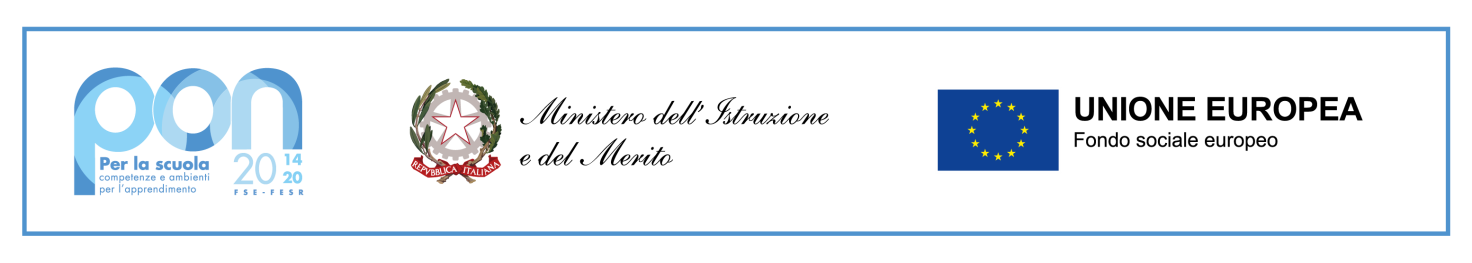 pon
Per la scuola
competenze e ambienti
per l'apprendimento
20 14
20
FSE-FESR
REPVBBLICA ITALIANA
Ministero dell'Istruzione
e del Merito
UNIONE EUROPEA
Fondo sociale europeo